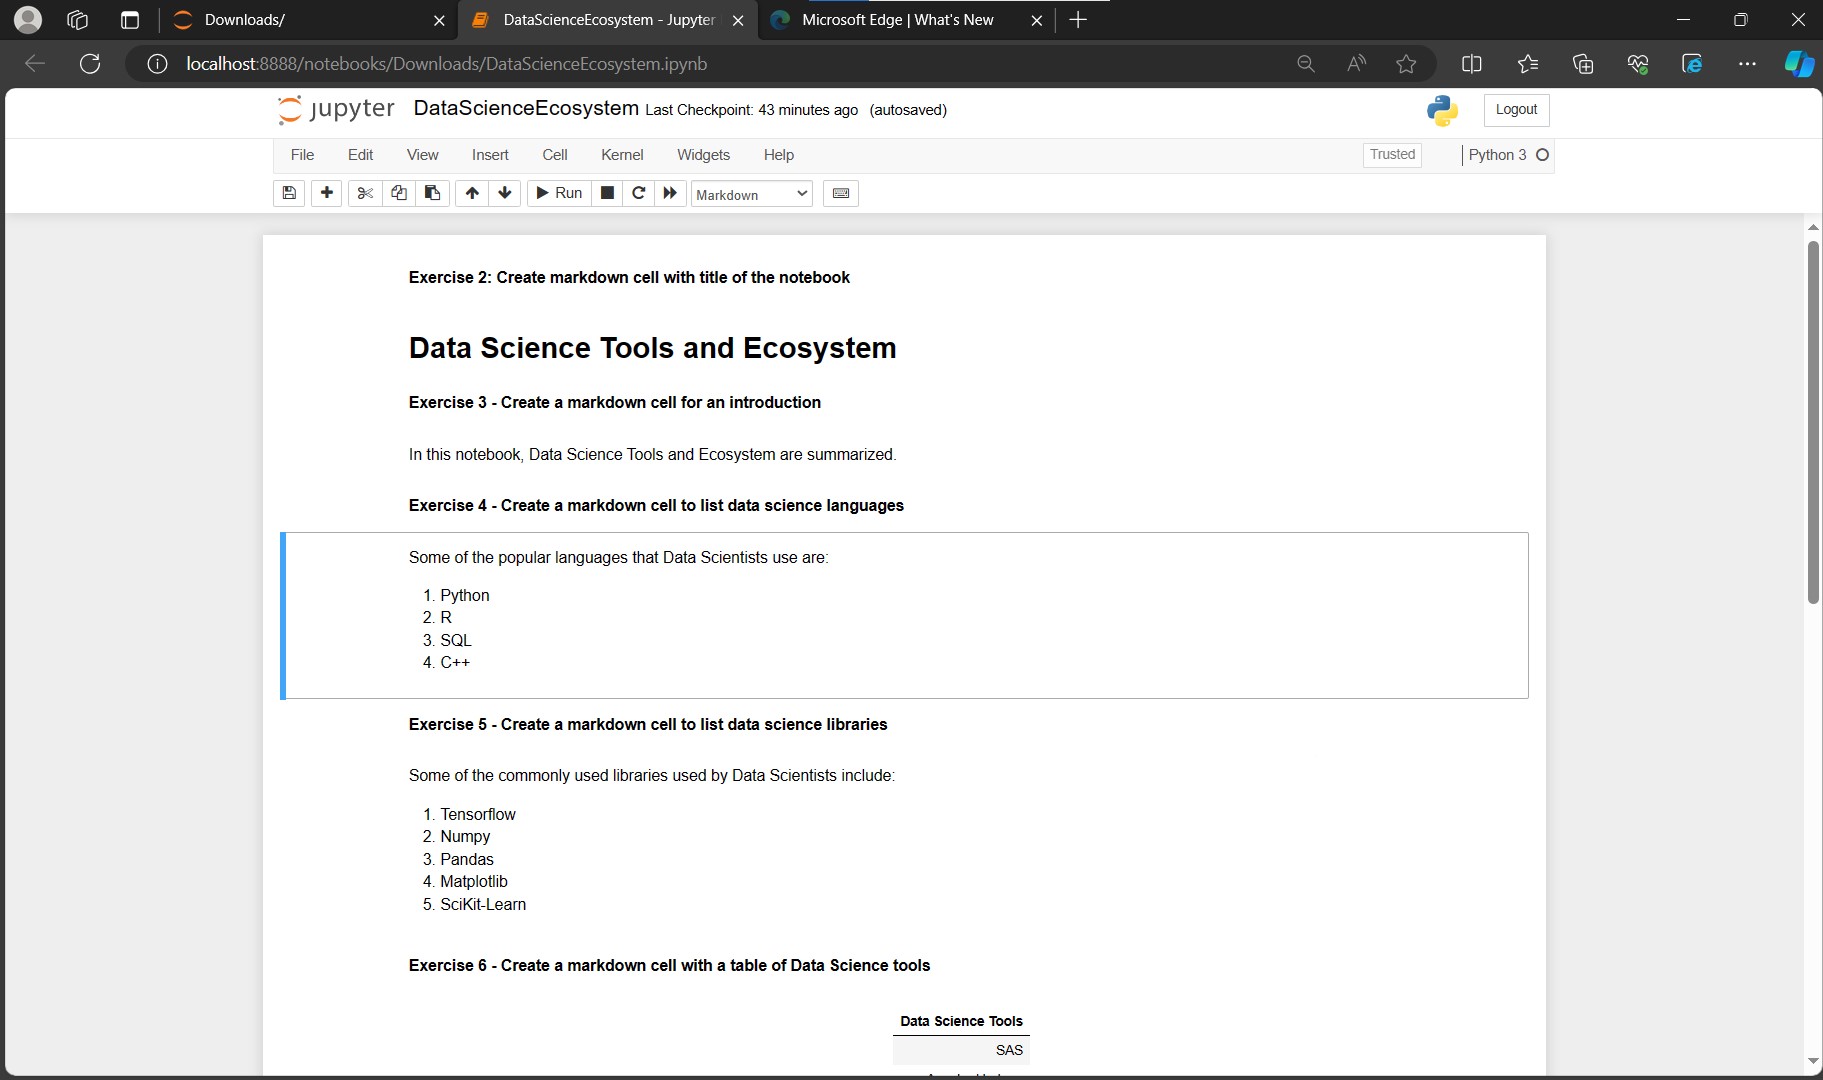 Downloads/
DataScienceEcosystem - Jupyter
Microsoft Edge | What's New
localhost:8888/notebooks/Downloads/DataScienceEcosystem.ipynb
jupyter DataScienceEcosystem Last Checkpoint: 43 minutes ago (autosaved)
Logout
File Edit View Insert Cell Kernel Widgets Help
Trusted
Python 3
Run
Markdown
Exercise 2: Create markdown cell with title of the notebook
Data Science Tools and Ecosystem
Exercise 3 - Create a markdown cell for an introduction
In this notebook, Data Science Tools and Ecosystem are summarized.
Exercise 4 - Create a markdown cell to list data science languages
Some of the popular languages that Data Scientists use are:
1. Python
2. R
3. SQL
4. C++
Exercise 5 - Create a markdown cell to list data science libraries
Some of the commonly used libraries used by Data Scientists include:
1. Tensorflow
2. Numpy
3. Pandas
4. Matplotlib
5. SciKit-Learn
Exercise 6 - Create a markdown cell with a table of Data Science tools
Data Science Tools
SAS